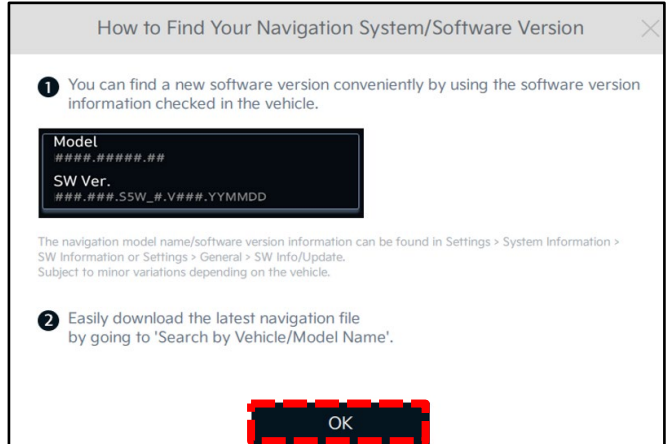 How to Find Your Navigation System/Software Version
1 You can find a new software version conveniently by using the software version
information checked in the vehicle.
Model
####.#####.##
SW Ver.
###.###.S5W_#.V###.YYMMDD
The navigation model name/software version information can be found in Settings > System Information >
SW Information or Settings > General > SW Info/Update.
Subject to minor variations depending on the vehicle.
2 Easily download the latest navigation file
by going to 'Search by Vehicle/Model Name'.
OK